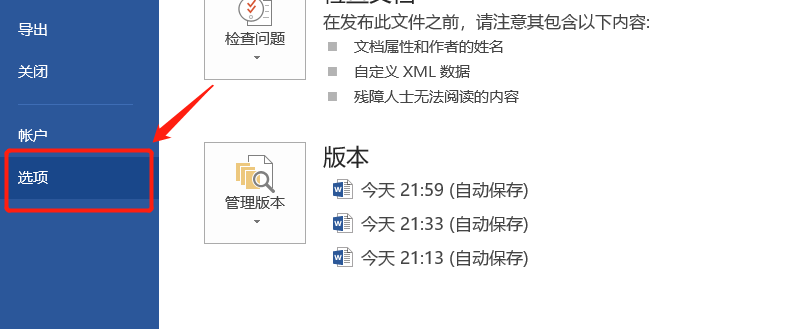 导出
关闭
帐户
选项
检查问题
检查文档
在发布此文件之前，请注意其包含以下内容:
文档属性和作者的姓名
自定义 XML 数据
残障人士无法阅读的内容
管理版本
版本
今天 21:59 (自动保存)
今天 21:33 (自动保存)
今天 21:13 (自动保存)